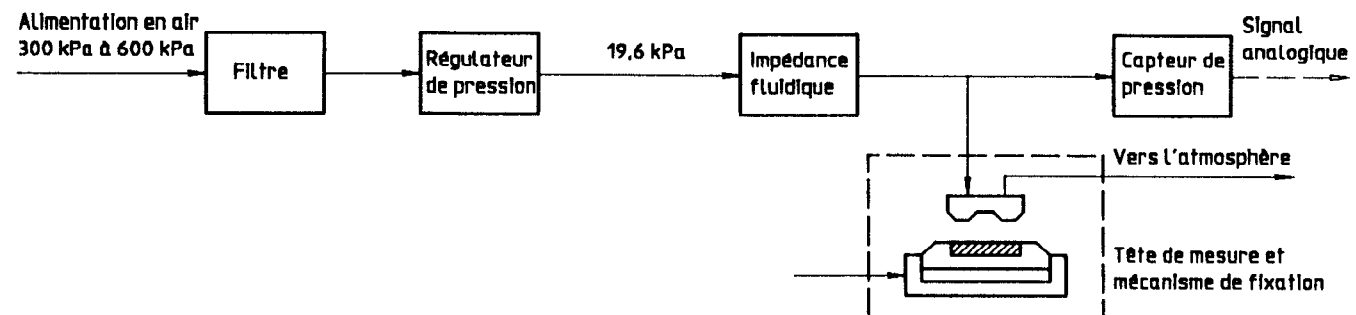 Alimentation en air
300 kPa à 600 kPa
Filtre
Régulateur
de pression
19,6 kPa
Impédance
fluidique
Capteur de
pression
Signal
analogique
Vers l'atmosphère
Tête de mesure et
mécanisme de fixation